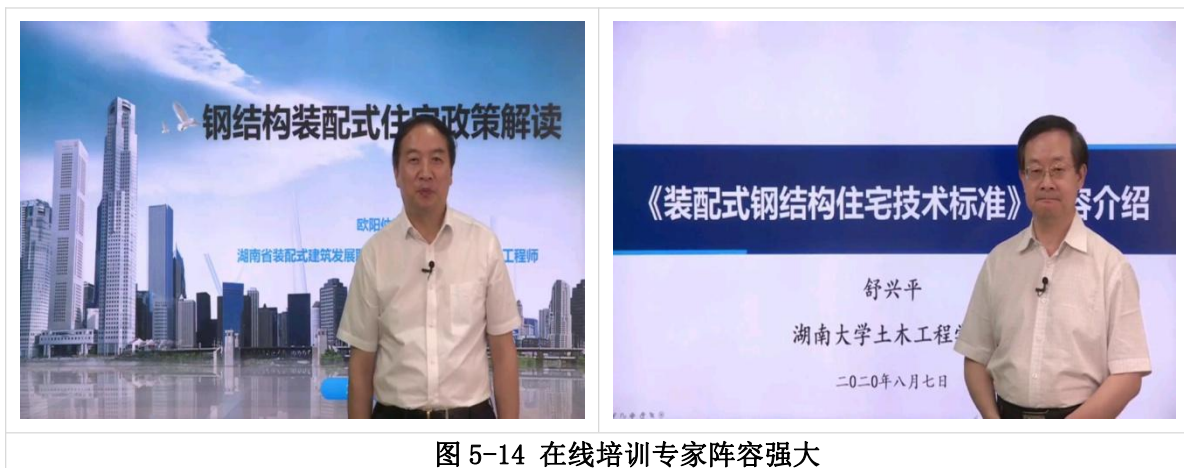 钢结构装配式住宅政策解读
欧阳
湖南省装配式建筑发展 工程师
《装配式钢结构住宅技术标准》 容介绍
舒兴平
湖南大学土木工程
二〇二〇年八月七日
图 5-14 在线培训专家阵容强大